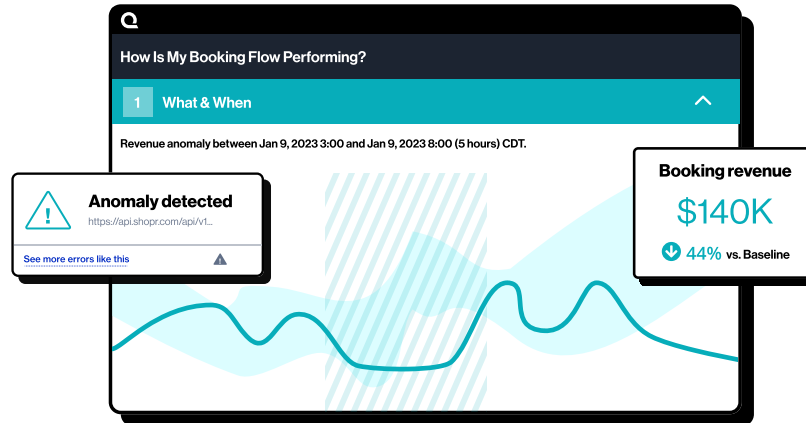 How Is My Booking Flow Performing?
1 What & When
Revenue anomaly between Jan 9, 2023 3:00 and Jan 9, 2023 8:00 (5 hours) CDT.
Anomaly detected
https://api.shopr.com/api/v1...
See more errors like this
Booking revenue
$140K
44% vs. Baseline